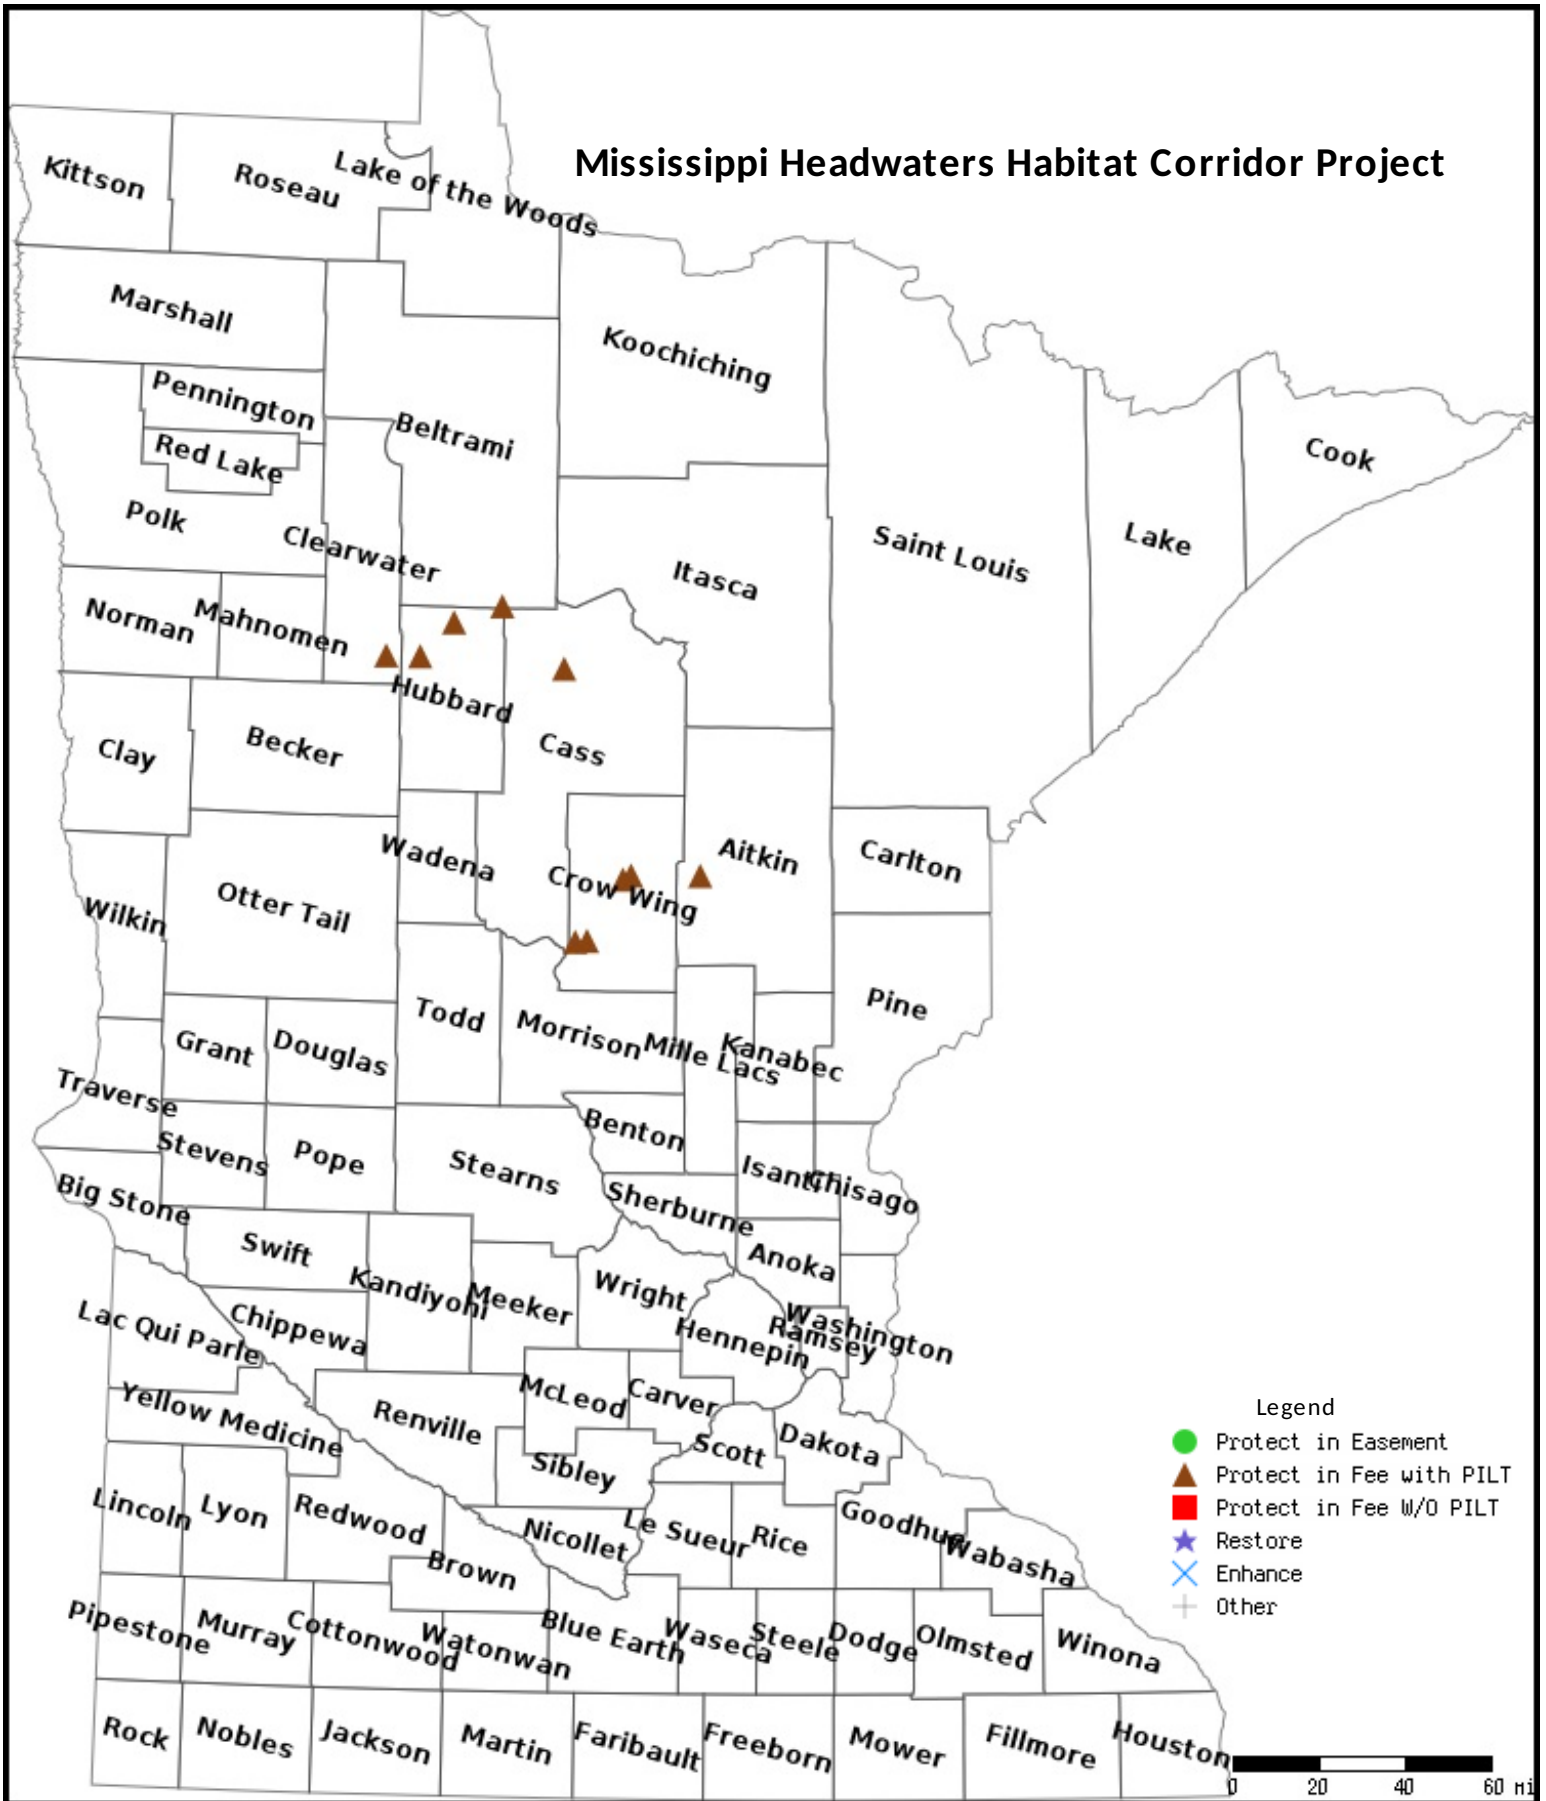 Mississippi Headwaters Habitat Corridor Project
Kittson
Roseau
Lake of the Woods
Marshall
Koochiching
Pennington
Beltrami
Red Lake
Cook
Polk
Clearwater
Saint Louis
Lake
Itasca
Norman
Mahnomen
Hubbard
Clay
Becker
Cass
Wadena
Aitkin
Carlton
Crow Wing
Otter Tail
Wilkin
Pine
Todd
Morrison
Mille Lacs
Kanabec
Grant
Douglas
Traverse
Benton
Stevens
Pope
Stearns
Isanti
Chisago
Big Stone
Sherburne
Swift
Anoka
Kandiyohi
Meeker
Wright
Lac Qui Parle
Chippewa
Washington
Ramsey
Hennepin
McLeod
Carver
Yellow Medicine
Renville
Scott
Dakota
Sibley
Lincoln
Lyon
Redwood
Nicollet
Le Sueur
Rice
Goodhue
Wabasha
Brown
Pipestone
Murray
Cottonwood
Watonwan
Blue Earth
Waseca
Steele
Dodge
Olmsted
Winona
Rock
Nobles
Jackson
Martin
Faribault
Freeborn
Mower
Fillmore
Houston
Legend
Protect in Easement
Protect in Fee with PILT
Protect in Fee W/O PILT
Restore
Enhance
Other
0 20 40 60 mi